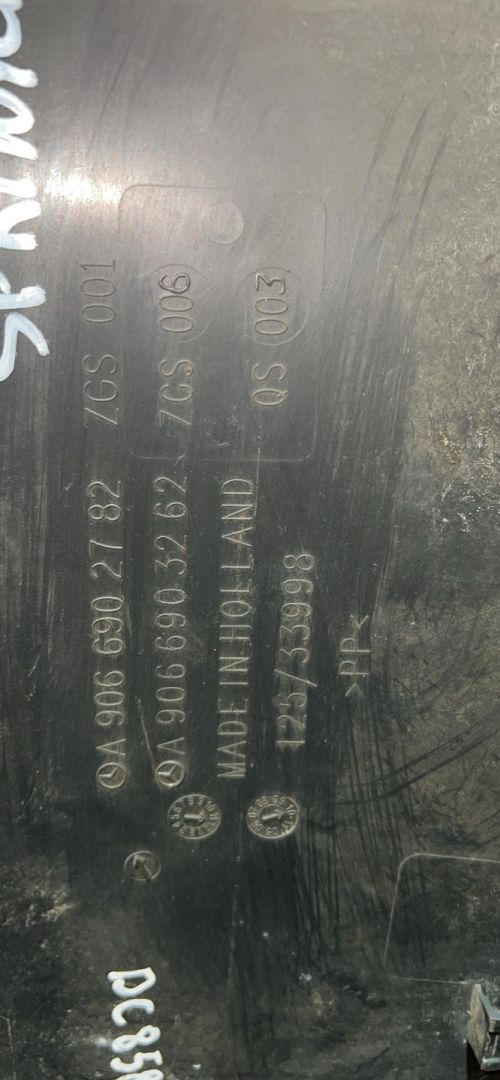 A 906 690 27 82 ZGS 001
A 906 690 32 62 ZGS 006
MADE IN HOLLAND QS 003
125/33998
>PP<